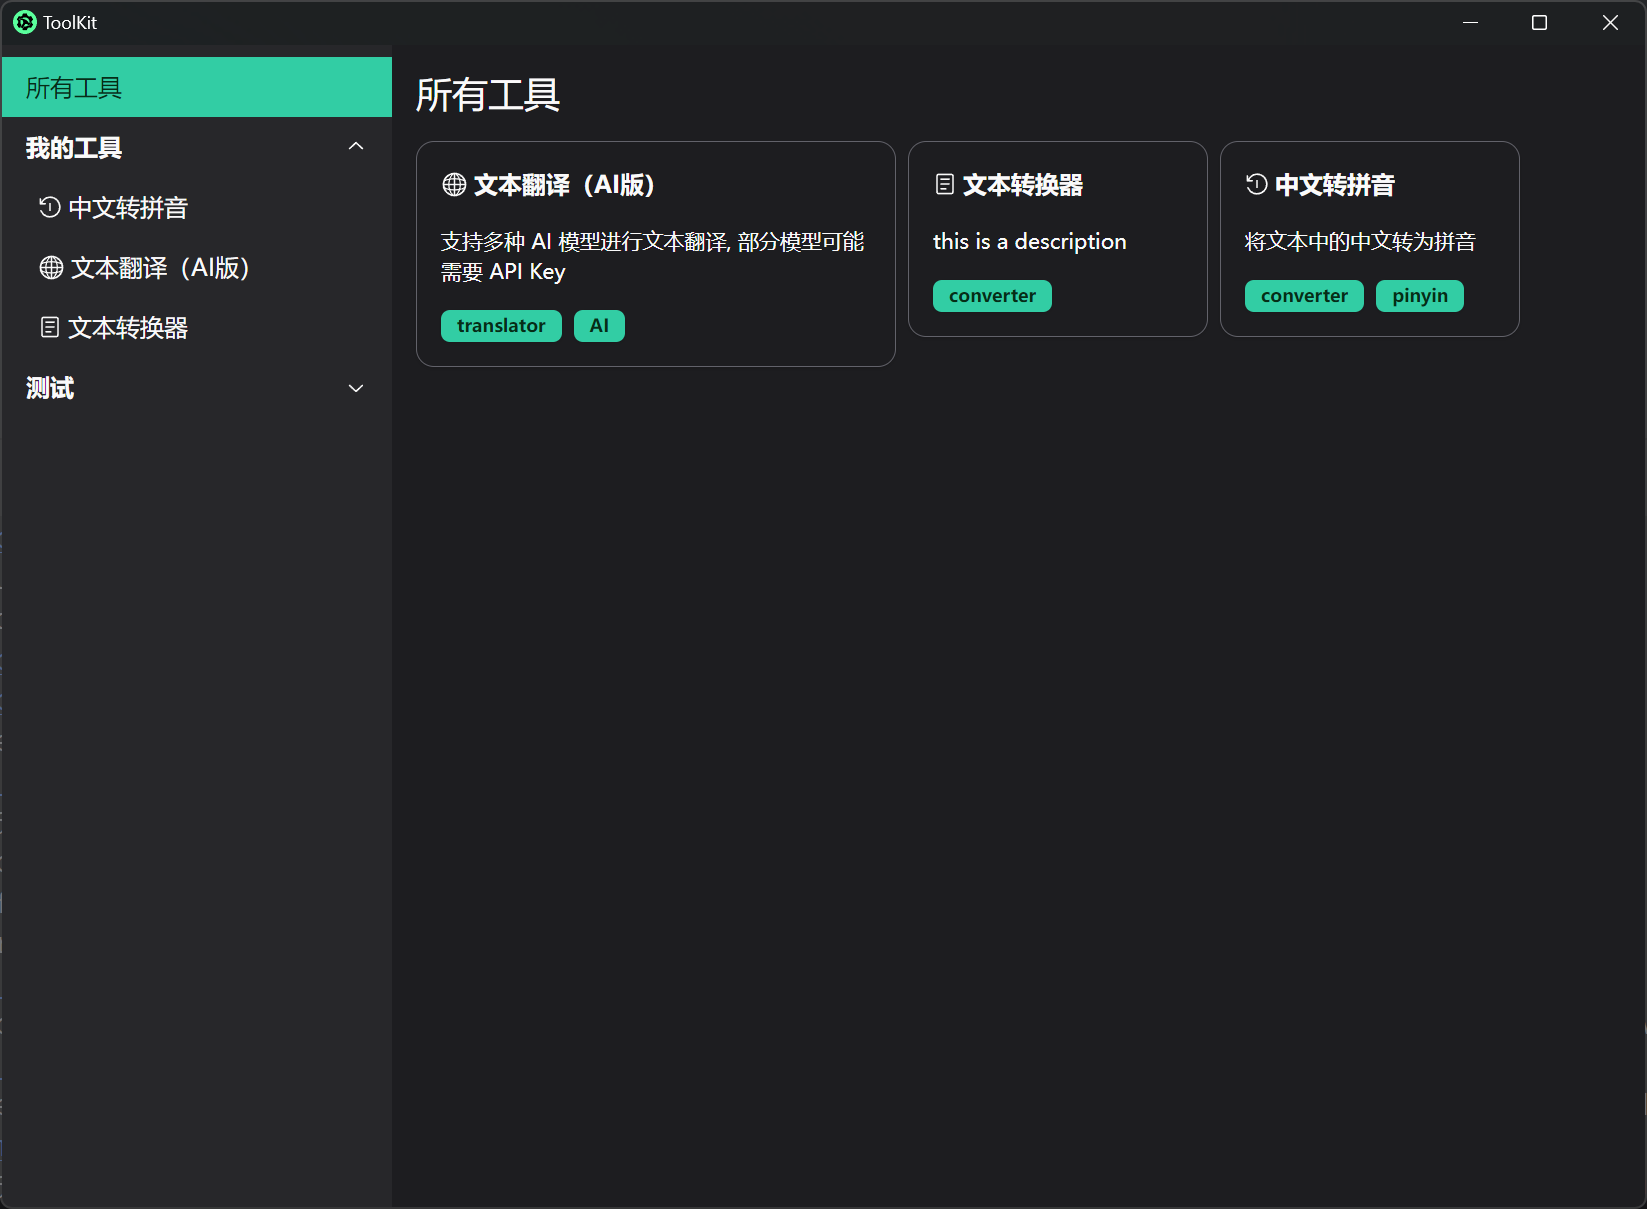 ToolKit
所有工具
我的工具
中文转拼音
文本翻译（AI版）
文本转换器
测试
所有工具
文本翻译（AI版）
支持多种 AI 模型进行文本翻译, 部分模型可能
需要 API Key
translator AI
文本转换器
this is a description
converter
中文转拼音
将文本中的中文转为拼音
converter pinyin